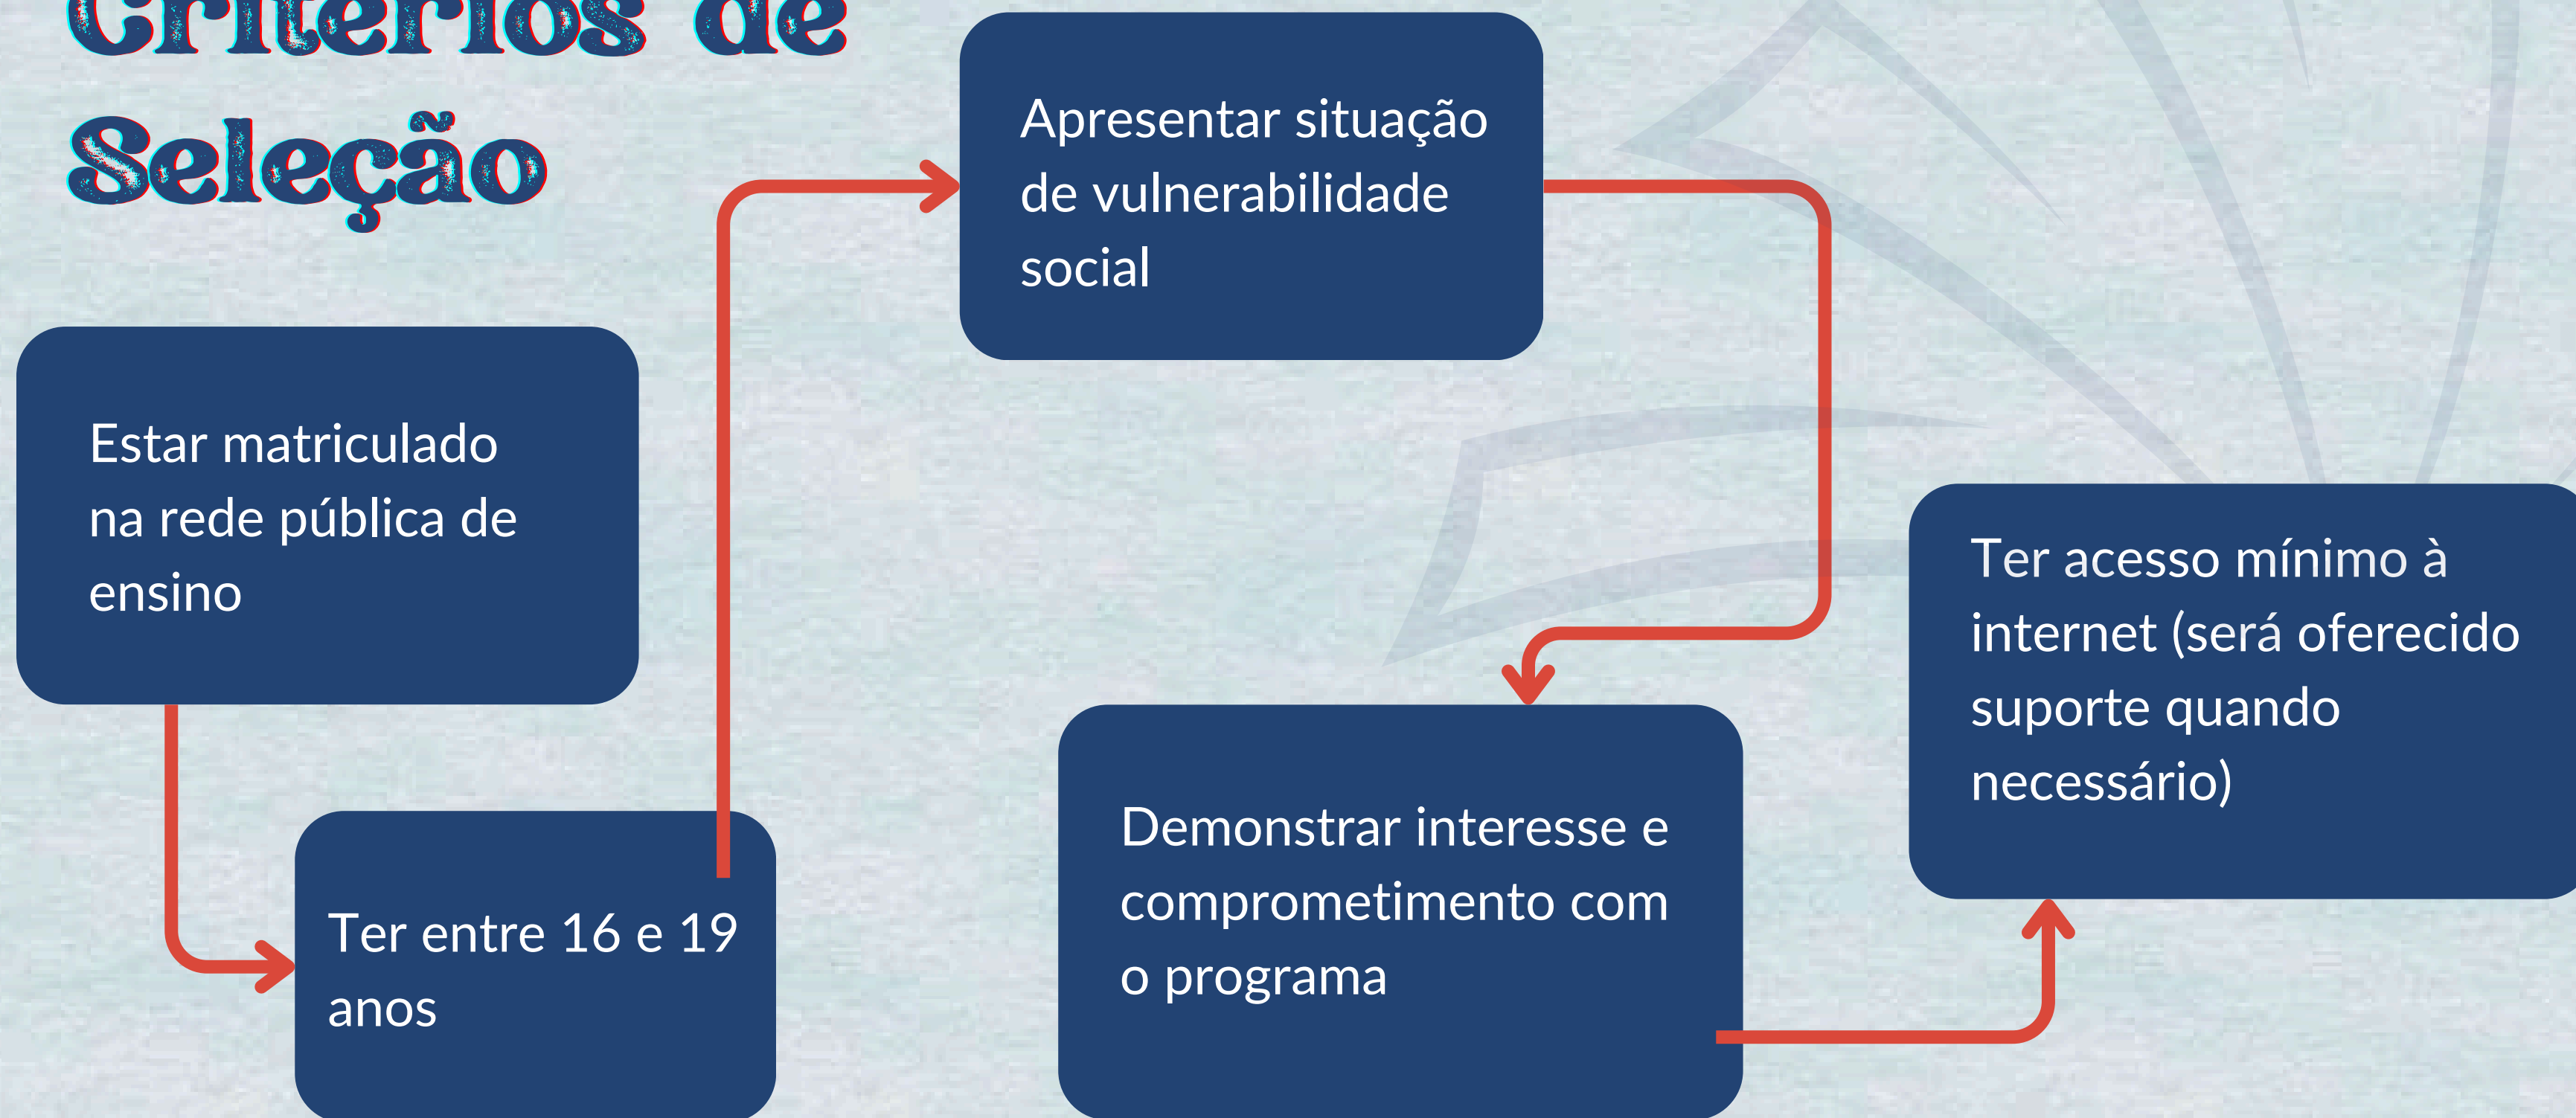 Critérios de
Seleção
Estar matriculado
na rede pública de
ensino
Ter entre 16 e 19
anos
Apresentar situação
de vulnerabilidade
social
Demonstrar interesse e
comprometimento com
o programa
Ter acesso mínimo à
internet (será oferecido
suporte quando
necessário)